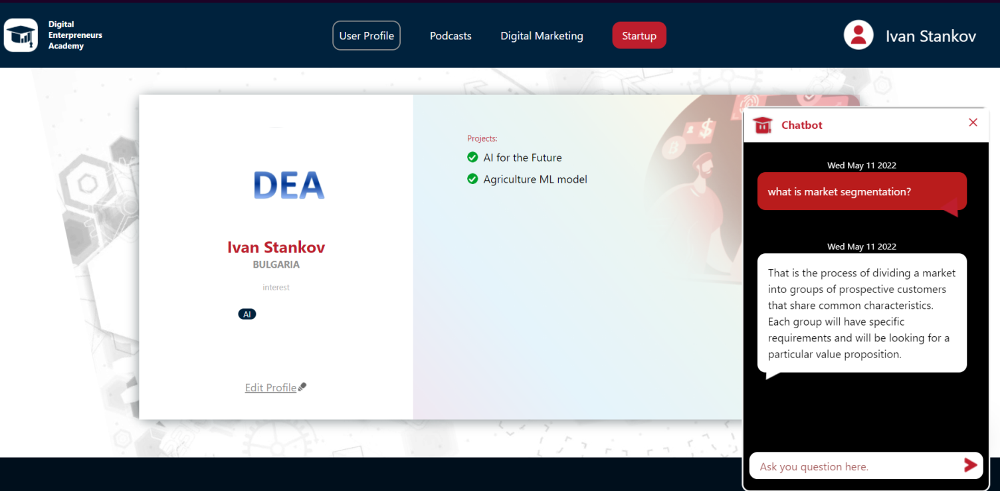 Digital
Enterpreneurs
Academy
User Profile
Podcasts
Digital Marketing
Startup
Ivan Stankov
DEA
Ivan Stankov
BULGARIA
interest
AI
Edit Profile
Projects:
AI for the Future
Agriculture ML model
Chatbot
Wed May 11 2022
what is market segmentation?
Wed May 11 2022
That is the process of dividing a market
into groups of prospective customers
that share common characteristics.
Each group will have specific
requirements and will be looking for a
particular value proposition.
Ask you question here.